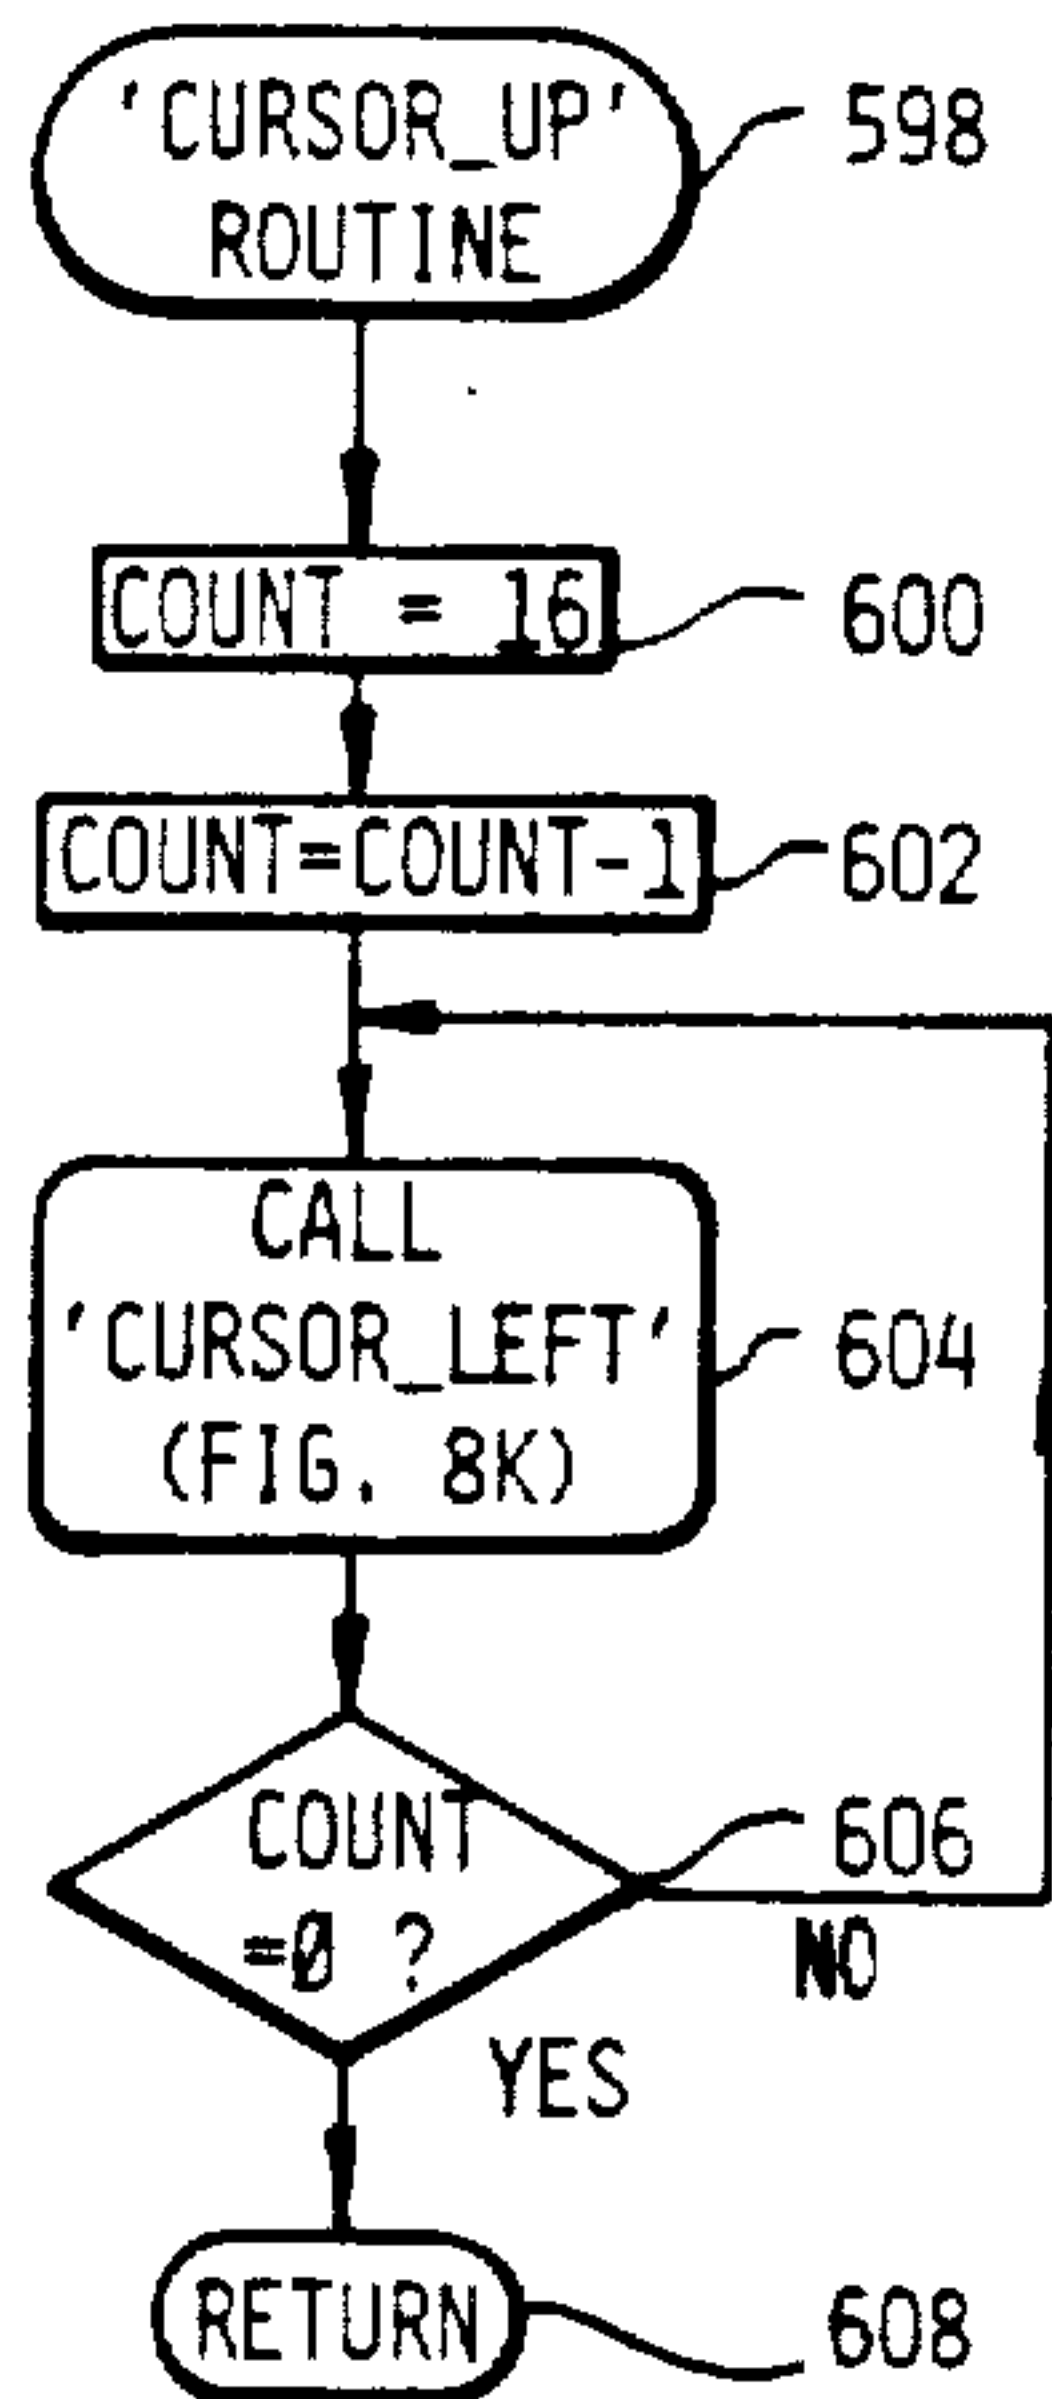 'CURSOR_UP'
ROUTINE
598
COUNT = 16
600
COUNT=COUNT-1
602
CALL
'CURSOR_LEFT'
(FIG. 8K)
604
COUNT
=0 ?
606
NO
YES
RETURN
608